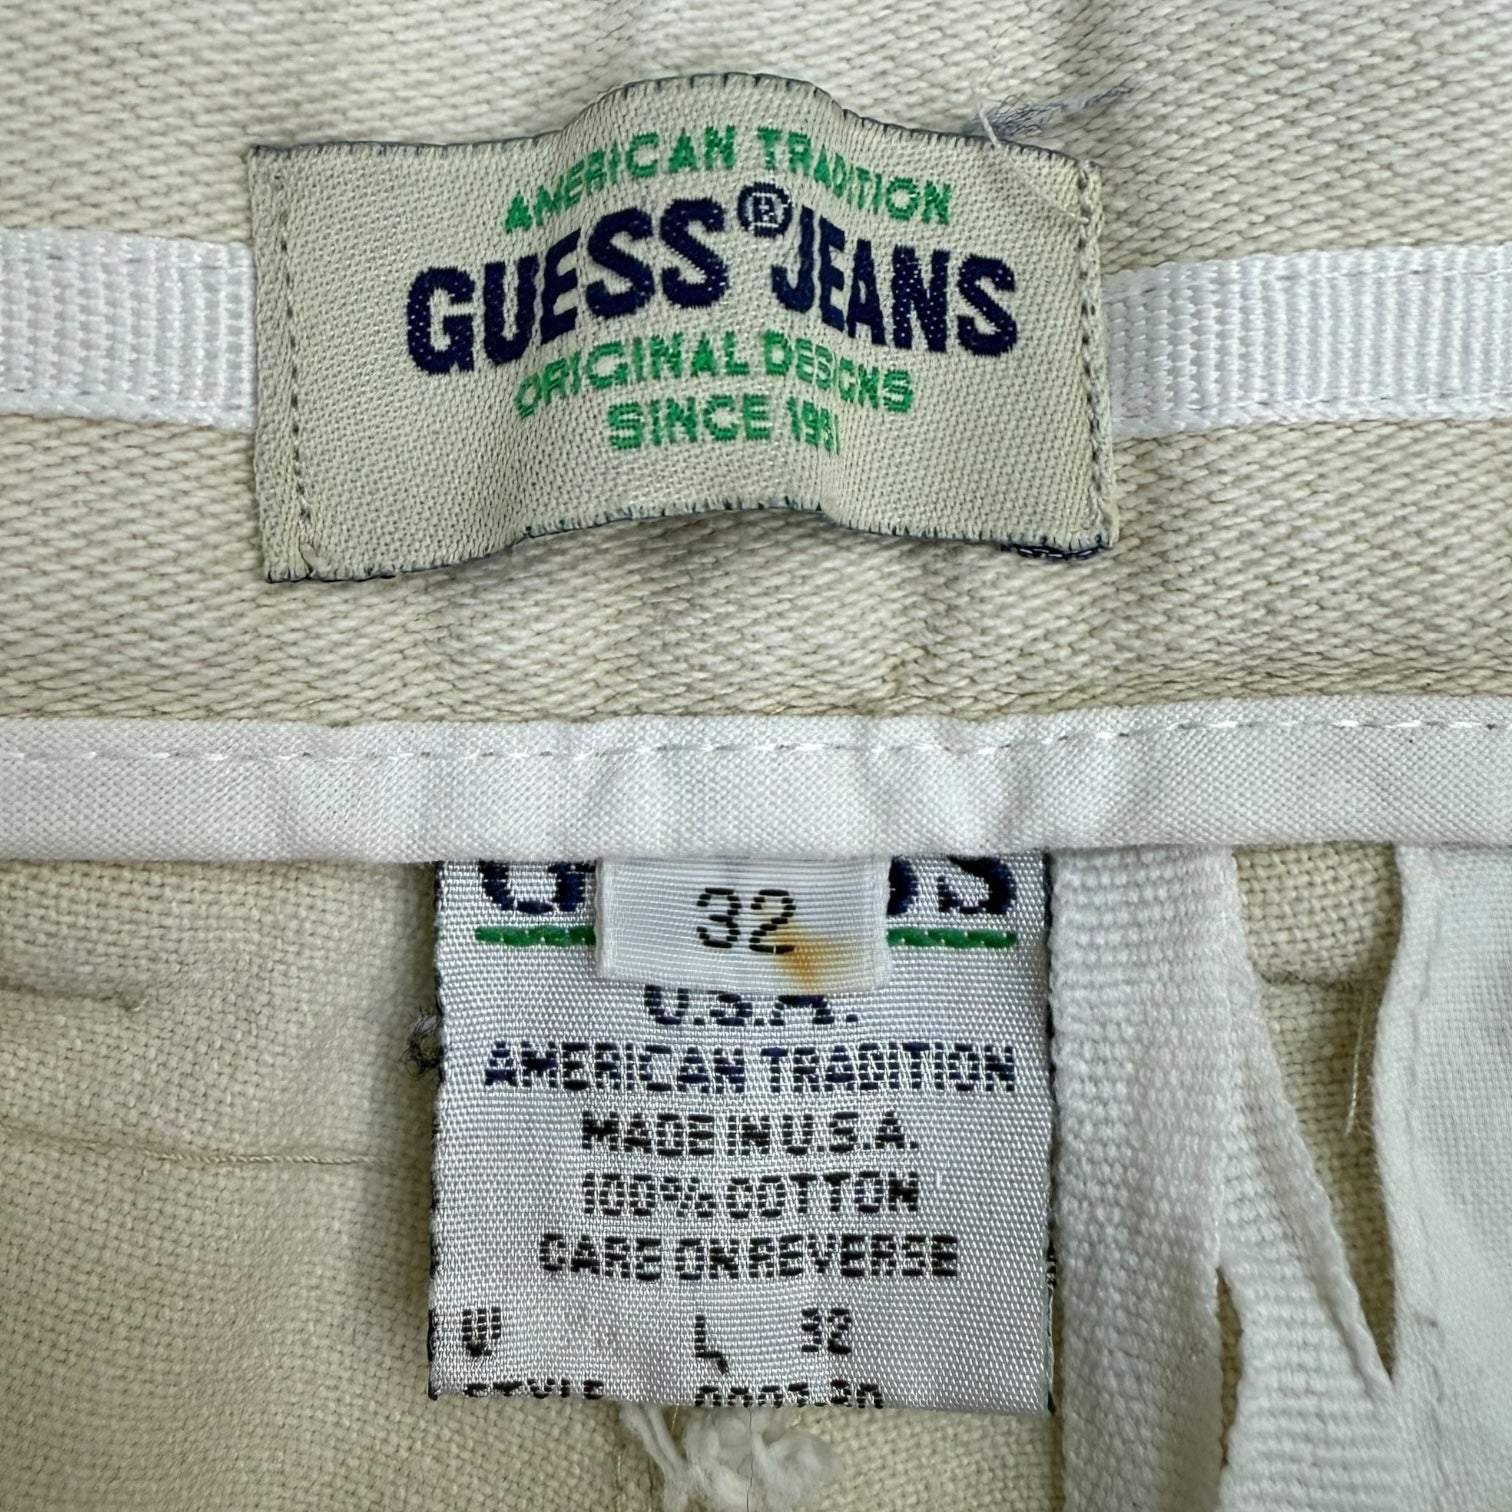 AMERICAN TRADITION
GUESS® JEANS
ORIGINAL DESIGNS
SINCE 1981
32
U.S.A.
AMERICAN TRADITION
MADE IN U.S.A.
100% COTTON
CARE ON REVERSE
W L 32
STYLE